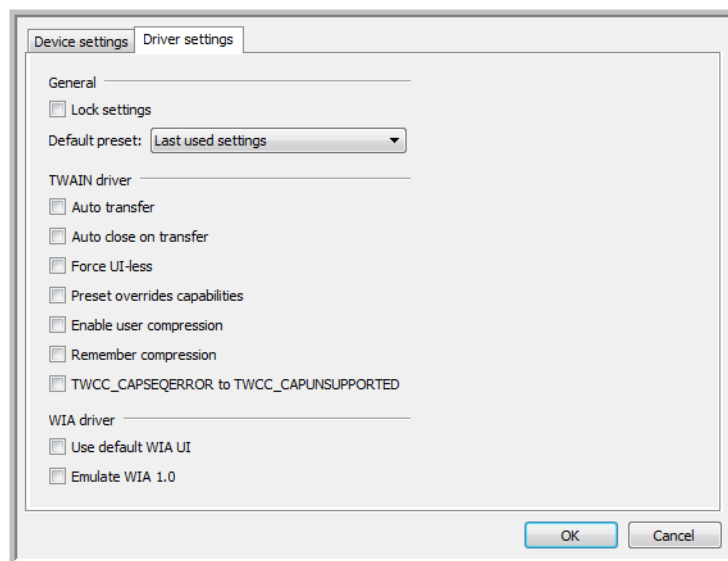 Device settings
Driver settings
General
Lock settings
Default preset: Last used settings
TWAIN driver
Auto transfer
Auto close on transfer
Force UI-less
Preset overrides capabilities
Enable user compression
Remember compression
TWCC_CAPSEQERROR to TWCC_CAPUNSUPPORTED
WIA driver
Use default WIA UI
Emulate WIA 1.0
OK
Cancel